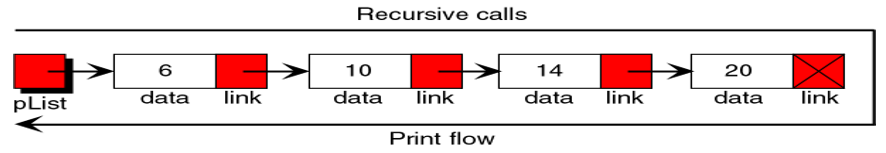 Recursive calls
6 10 14 20
pList data link data link data link data link
Print flow